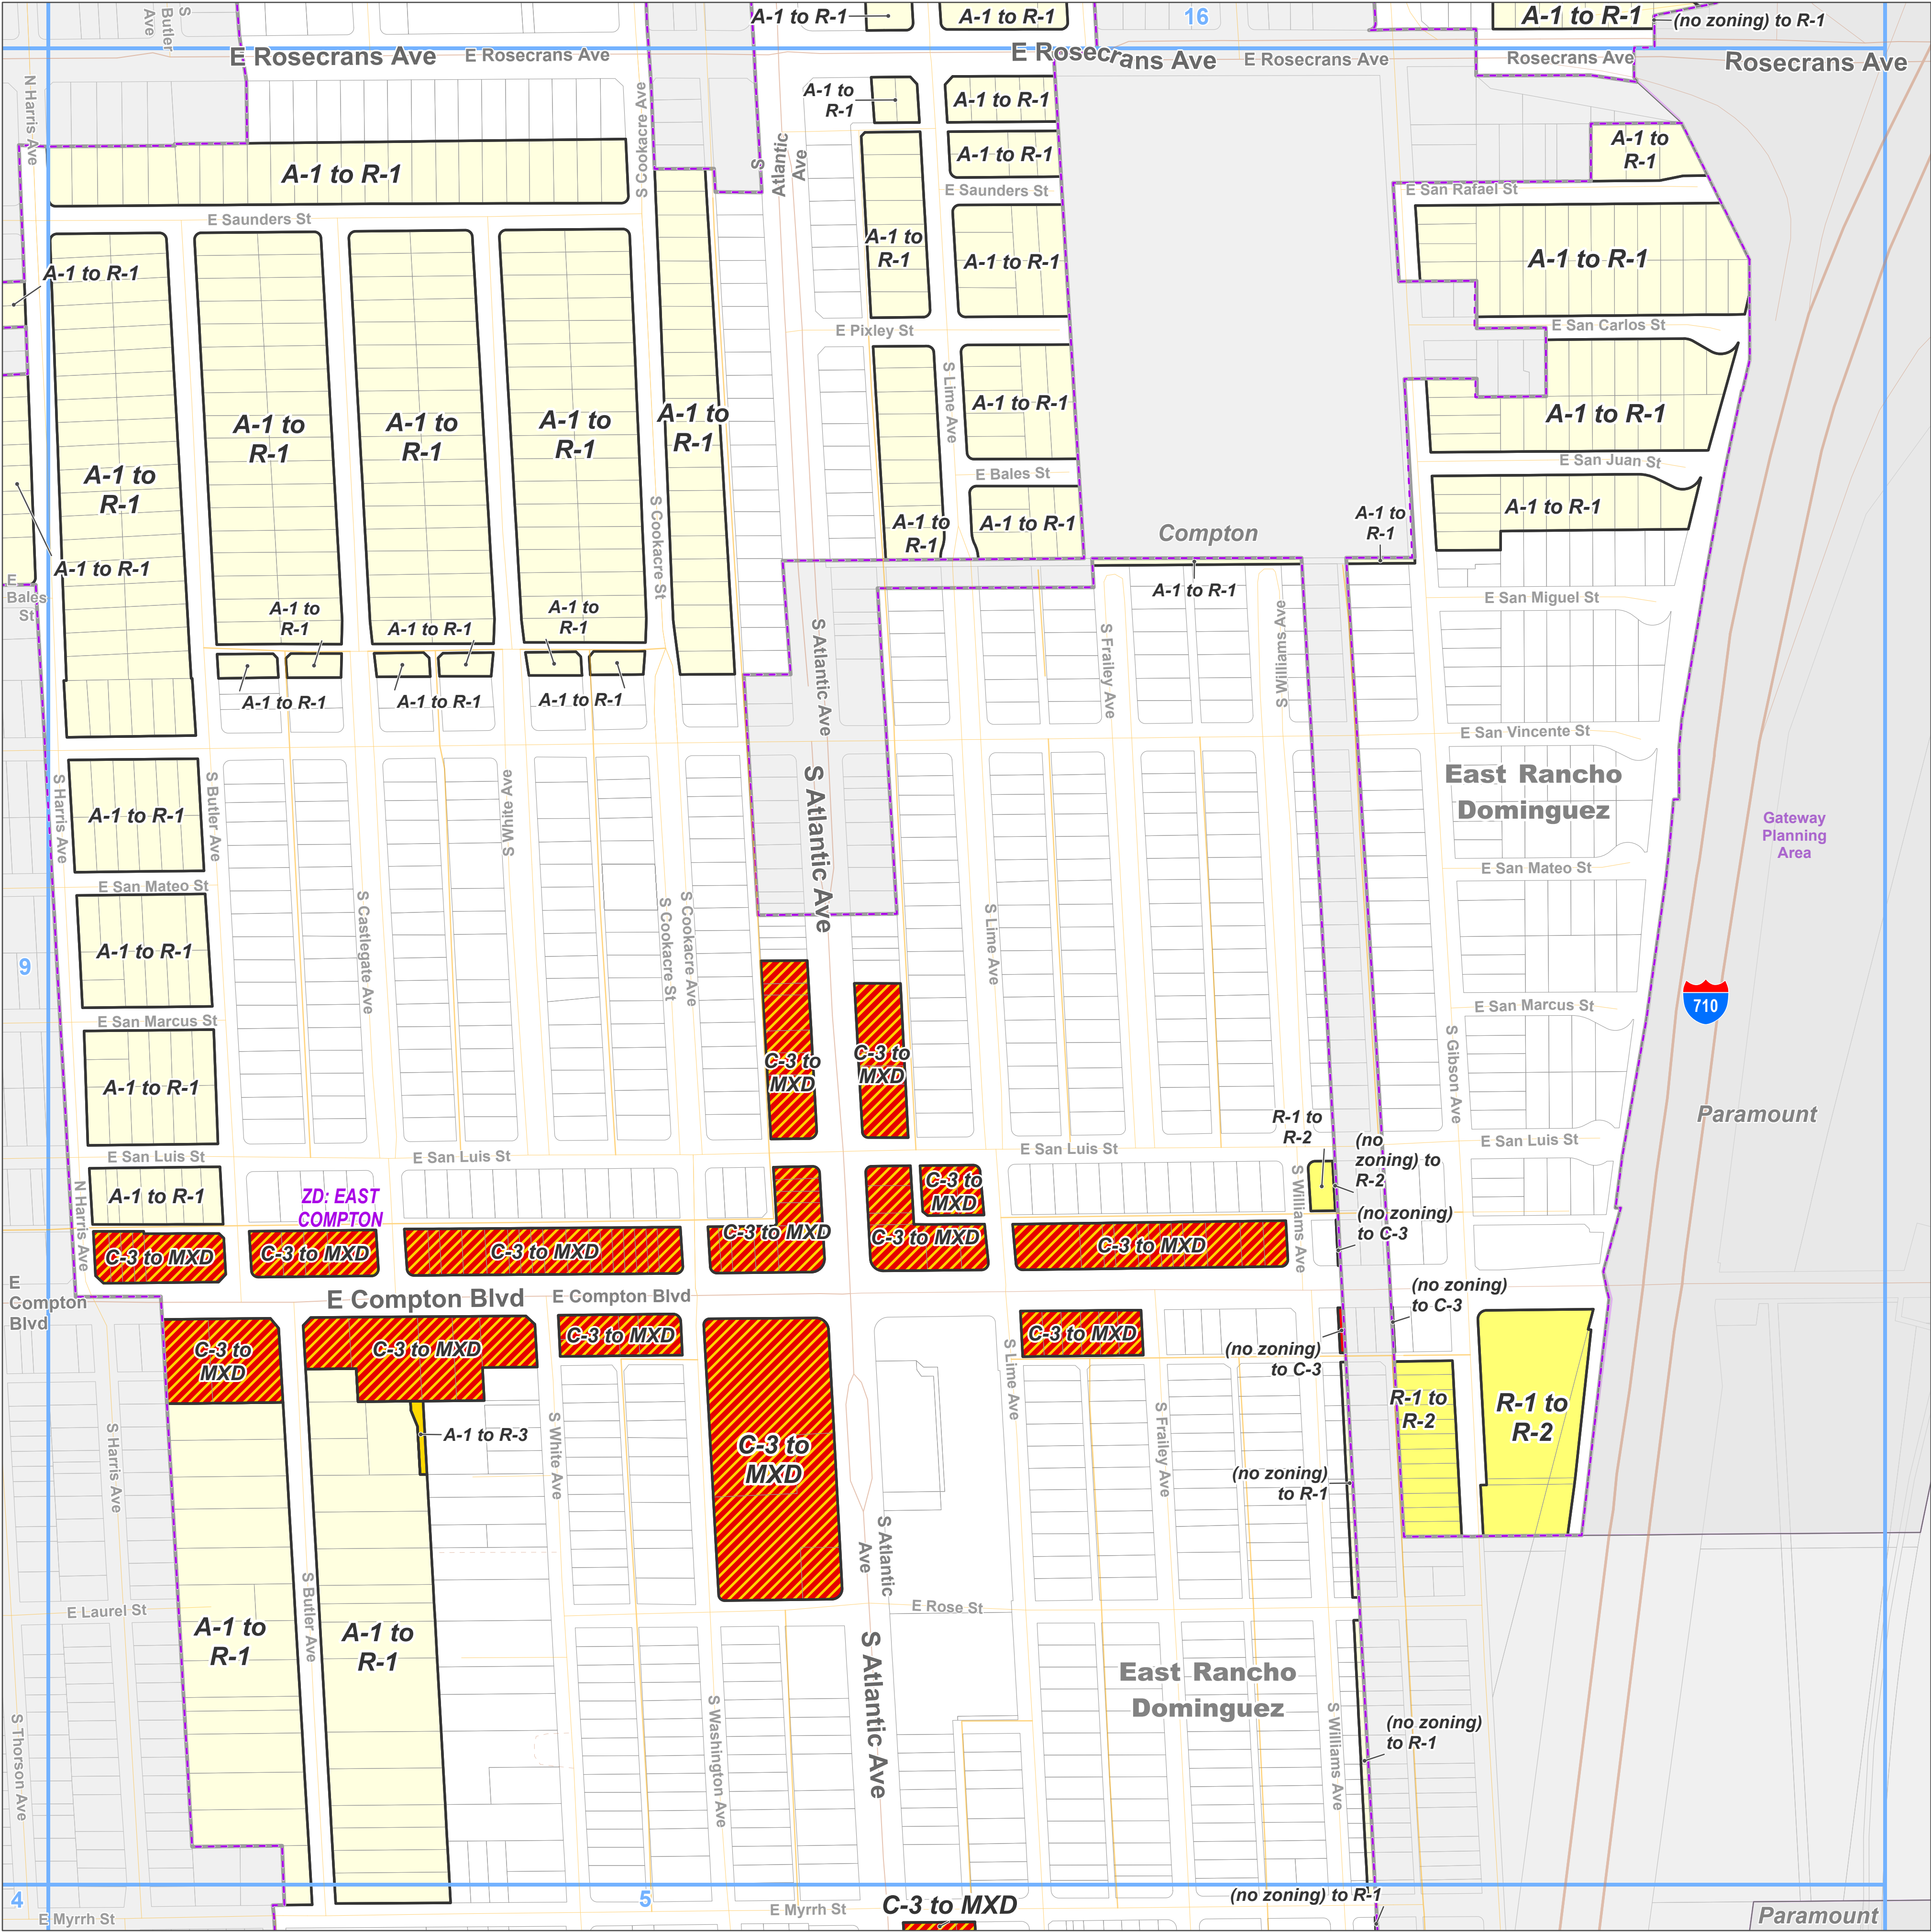 S
Butler
Ave
A-1 to R-1
A-1 to R-1
16
A-1 to R-1
(no zoning) to R-1
E Rosecrans Ave
E Rosecrans Ave
E Rosecrans Ave
E Rosecrans Ave
Rosecrans Ave
Rosecrans Ave
N Harris Ave
S Cookacre Ave
S
Atlantic
Ave
A-1 to
R-1
A-1 to R-1
A-1 to R-1
A-1 to
R-1
A-1 to R-1
E Saunders St
E San Rafael St
E Saunders St
A-1 to R-1
A-1 to
R-1
A-1 to R-1
A-1 to R-1
E Pixley St
E San Carlos St
S Lime Ave
A-1 to R-1
A-1 to R-1
A-1 to
R-1
A-1 to
R-1
A-1 to
R-1
A-1 to
R-1
A-1 to
R-1
E San Juan St
E Bales St
A-1 to R-1
A-1 to
R-1
A-1 to R-1
A-1 to
R-1
Compton
S Cookacre St
A-1 to R-1
E
Bales
St
A-1 to R-1
E San Miguel St
A-1 to
R-1
A-1 to R-1
A-1 to
R-1
S Atlantic Ave
S Frailey Ave
S Williams Ave
A-1 to R-1
A-1 to R-1
A-1 to R-1
E San Vincente St
East Rancho
Dominguez
Gateway
Planning
Area
S Harris Ave
S Butler Ave
S White Ave
S Atlantic Ave
A-1 to R-1
E San Mateo St
E San Mateo St
S Castlegate Ave
S Cookacre St
S Cookacre Ave
S Lime Ave
9
A-1 to R-1
E San Marcus St
E San Marcus St
710
S Gibson Ave
C-3 to
MXD
C-3 to
MXD
A-1 to R-1
Paramount
R-1 to
R-2
(no
zoning) to
R-2
E San Luis St
E San Luis St
E San Luis St
E San Luis St
N Harris Ave
A-1 to R-1
ZD: EAST
COMPTON
C-3 to
MXD
S Williams Ave
(no zoning)
to C-3
C-3 to MXD
C-3 to MXD
C-3 to MXD
C-3 to MXD
C-3 to MXD
C-3 to MXD
E
Compton
Blvd
E Compton Blvd
E Compton Blvd
(no zoning)
to C-3
C-3 to
MXD
C-3 to MXD
C-3 to MXD
C-3 to MXD
(no zoning)
to C-3
S Lime Ave
R-1 to
R-2
R-1 to
R-2
S Harris Ave
A-1 to R-3
S White Ave
C-3 to
MXD
S Frailey Ave
(no zoning)
to R-1
S Atlantic
Ave
E Laurel St
S Butler Ave
E Rose St
A-1 to
R-1
A-1 to
R-1
S Atlantic Ave
East Rancho
Dominguez
S Thorson Ave
S Washington Ave
S Williams Ave
(no zoning)
to R-1
4
5
(no zoning) to R-1
E Myrrh St
E Myrrh St
C-3 to MXD
Paramount